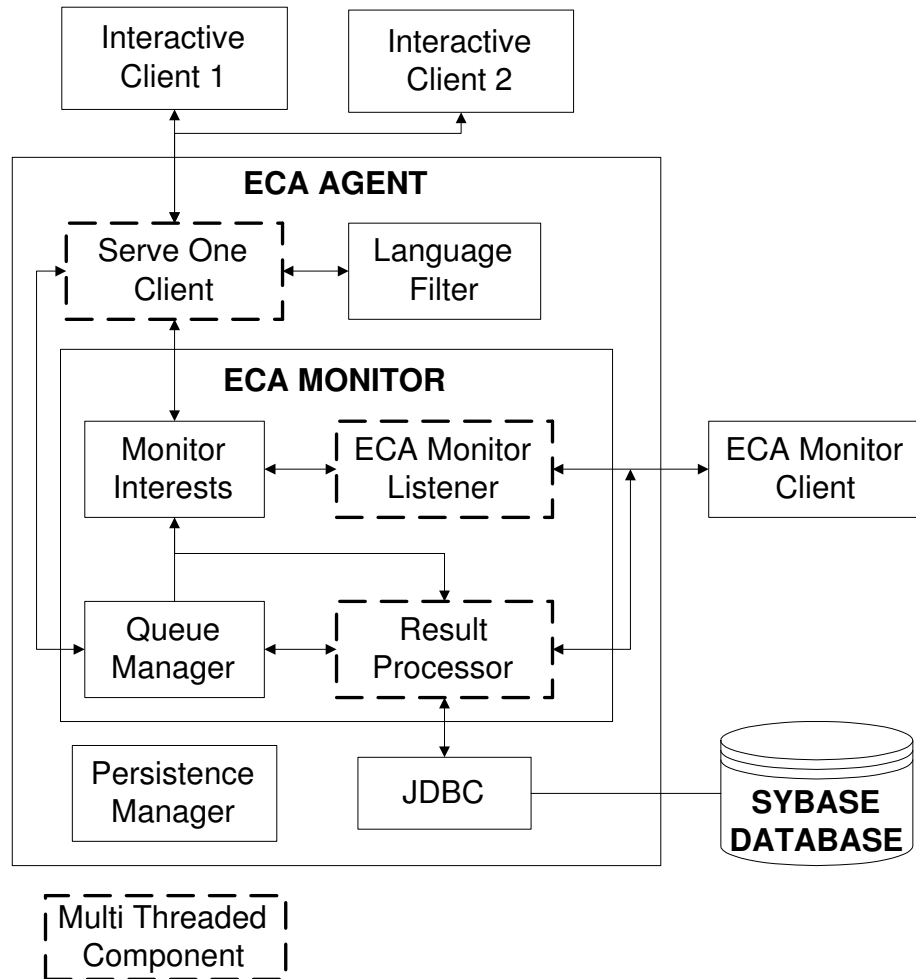 Interactive
Client 1
Interactive
Client 2
ECA AGENT
Serve One
Client
Language
Filter
ECA MONITOR
Monitor
Interests
ECA Monitor
Listener
ECA Monitor
Client
Queue
Manager
Result
Processor
Persistence
Manager
JDBC
SYBASE
DATABASE
Multi Threaded
Component